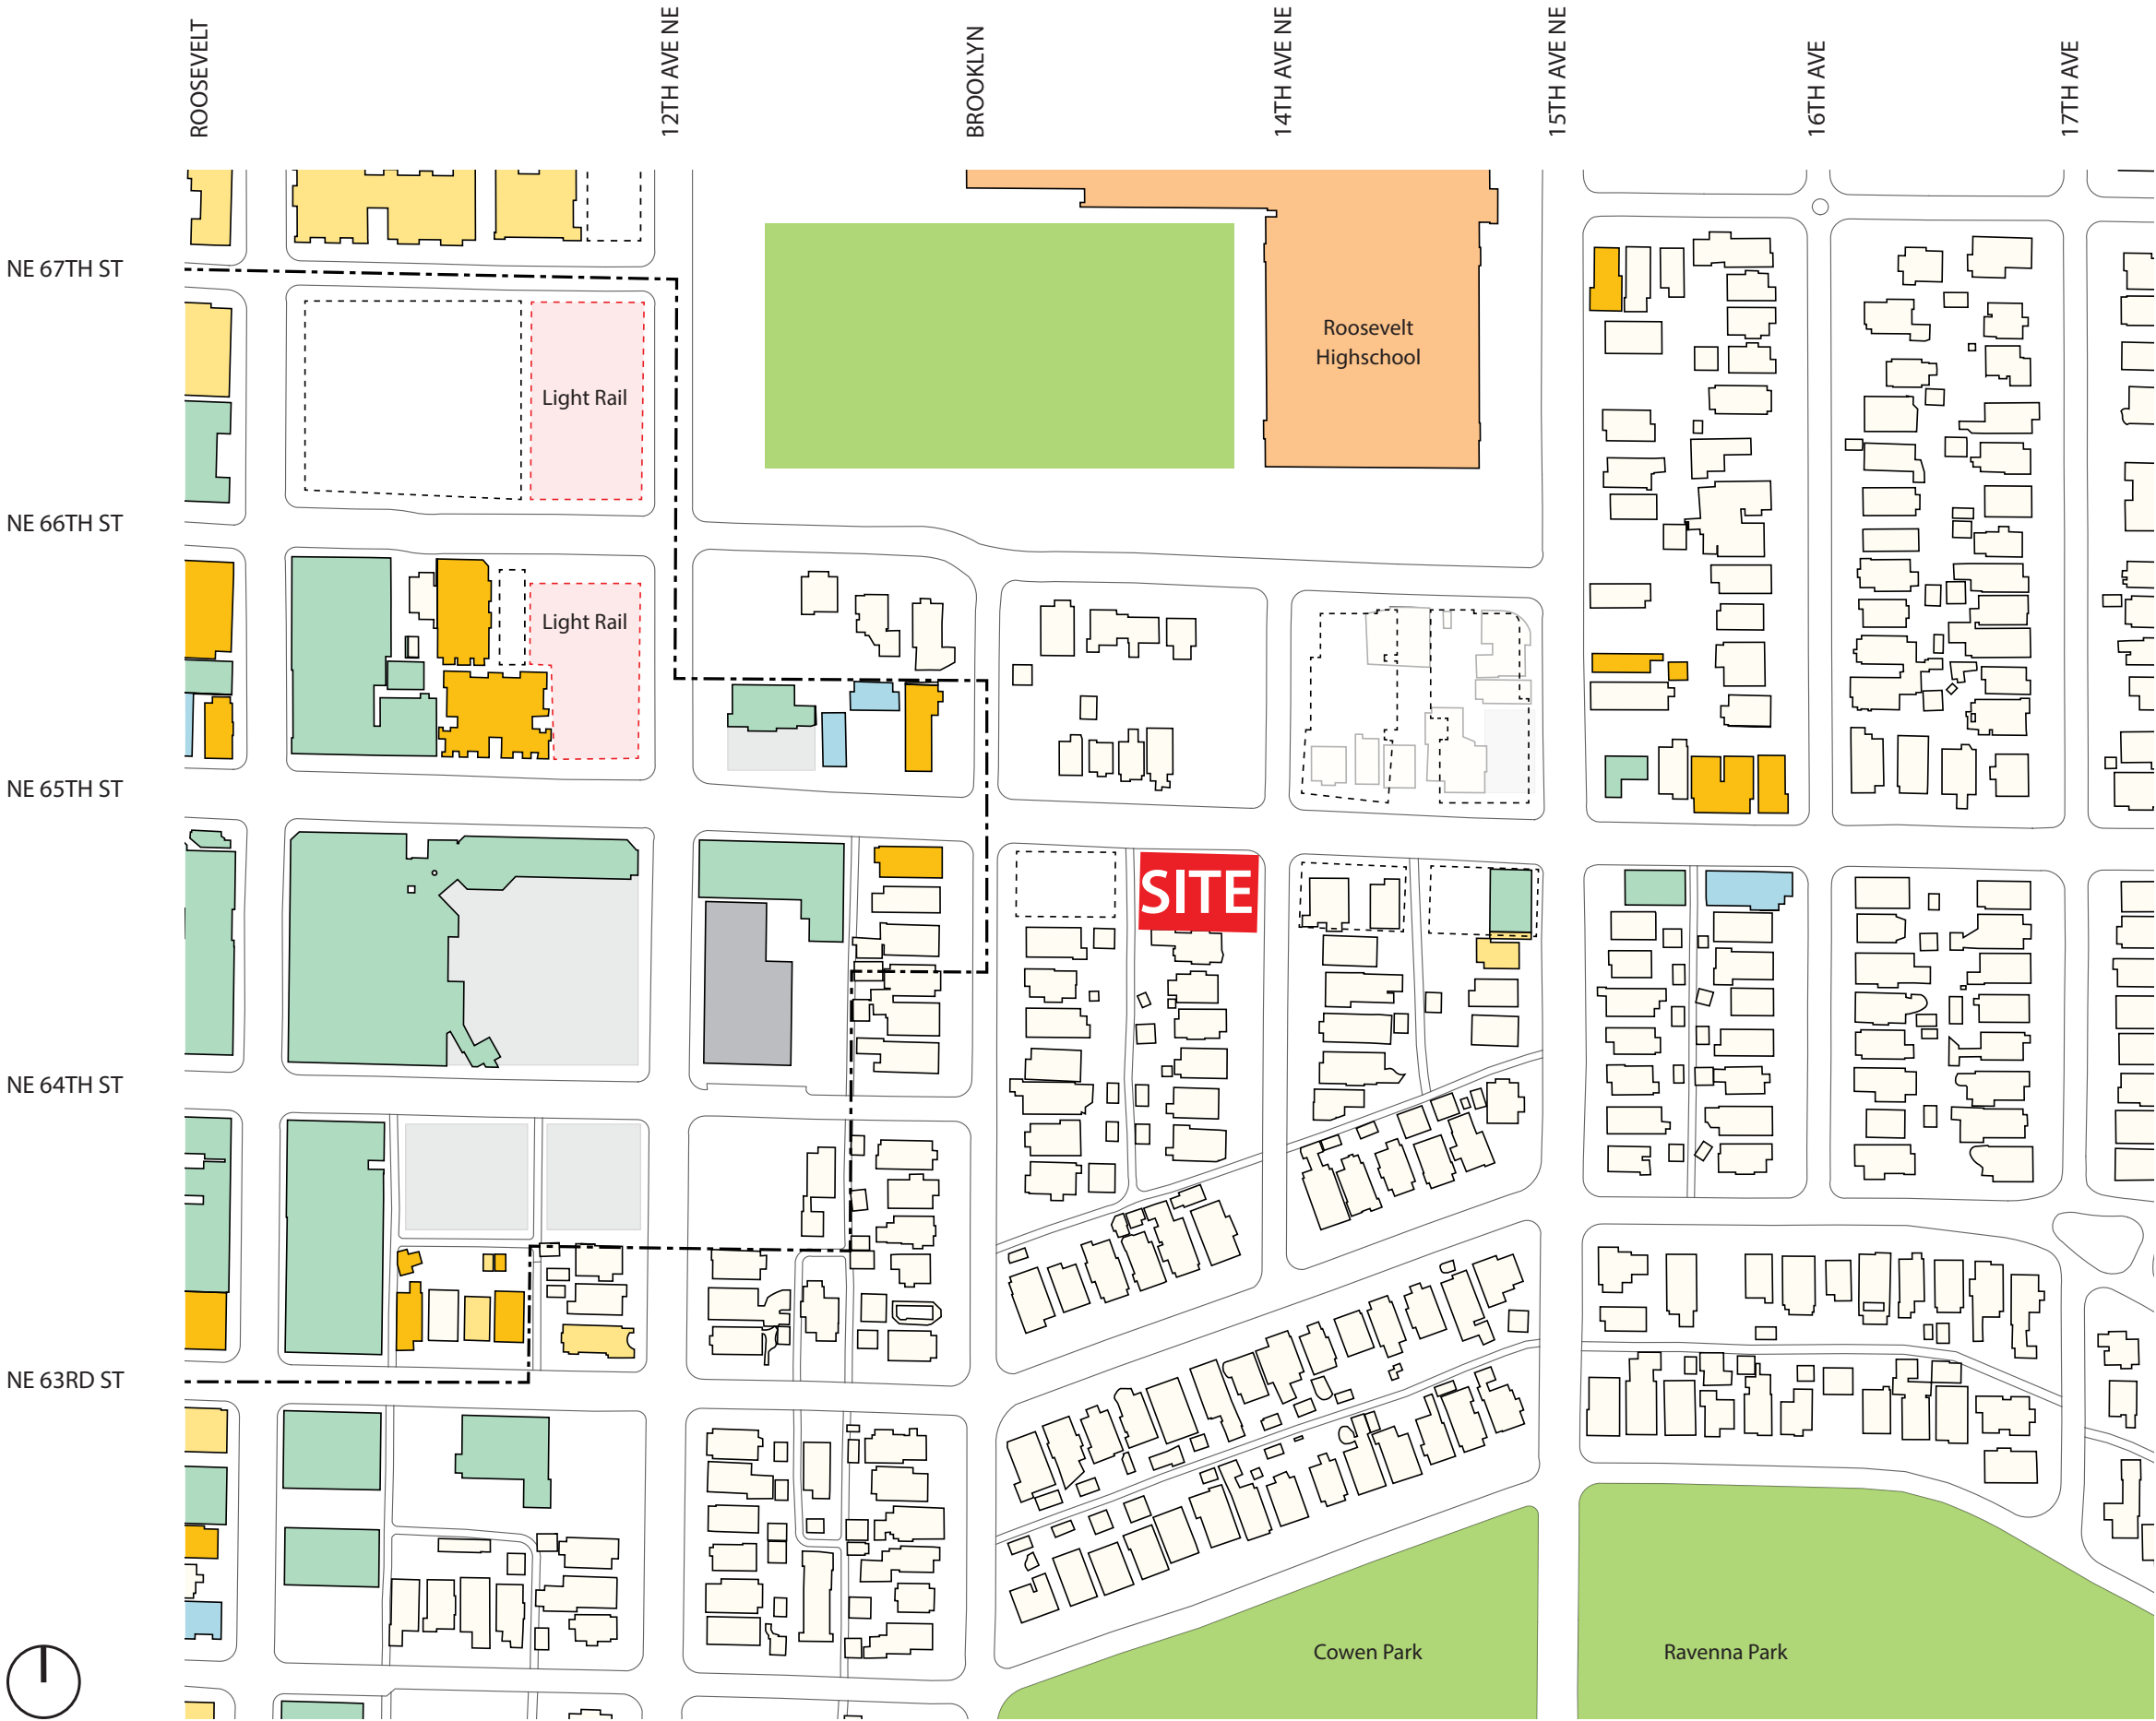 ROOSEVELT
12TH AVE NE
BROOKLYN
14TH AVE NE
15TH AVE NE
16TH AVE
17TH AVE
NE 67TH ST
Roosevelt
Highschool
Light Rail
NE 66TH ST
Light Rail
NE 65TH ST
SITE
NE 64TH ST
NE 63RD ST
Cowen Park
Ravenna Park